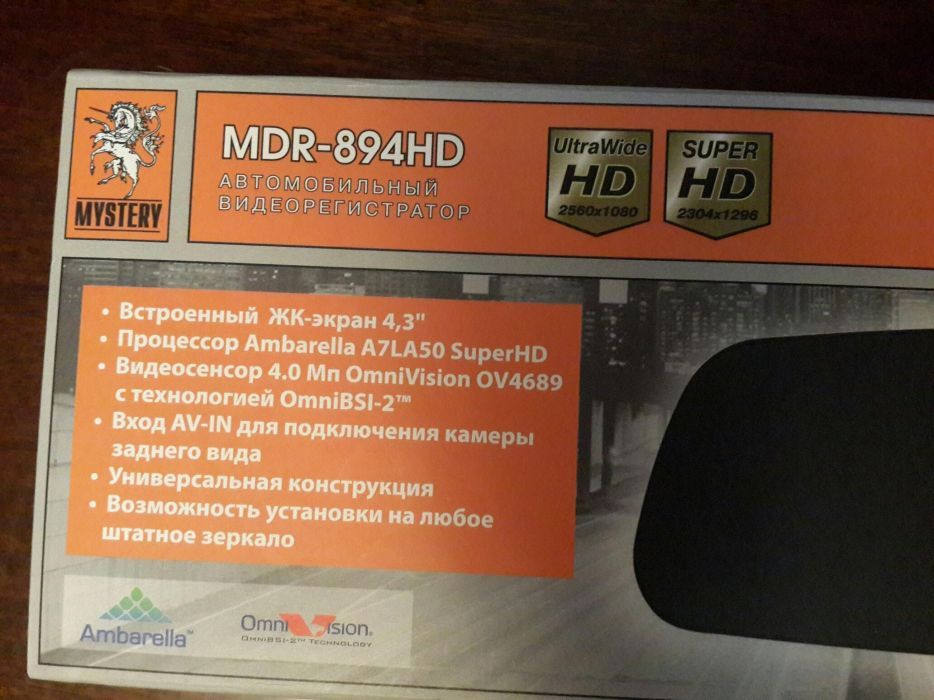 MYSTERY
MDR-894HD
АВТОМОБИЛЬНЫЙ
ВИДЕОРЕГИСТРАТОР
UltraWide
HD
2560x1080
SUPER
HD
2304x1296
• Встроенный ЖК-экран 4,3"
• Процессор Ambarella A7LA50 SuperHD
• Видеосенсор 4.0 Мп OmniVision OV4689
с технологией OmniBSI-2™
• Вход AV-IN для подключения камеры
заднего вида
• Универсальная конструкция
• Возможность установки на любое
штатное зеркало
Ambarella™
OmniVision®
OmniBSI-2™ Technology